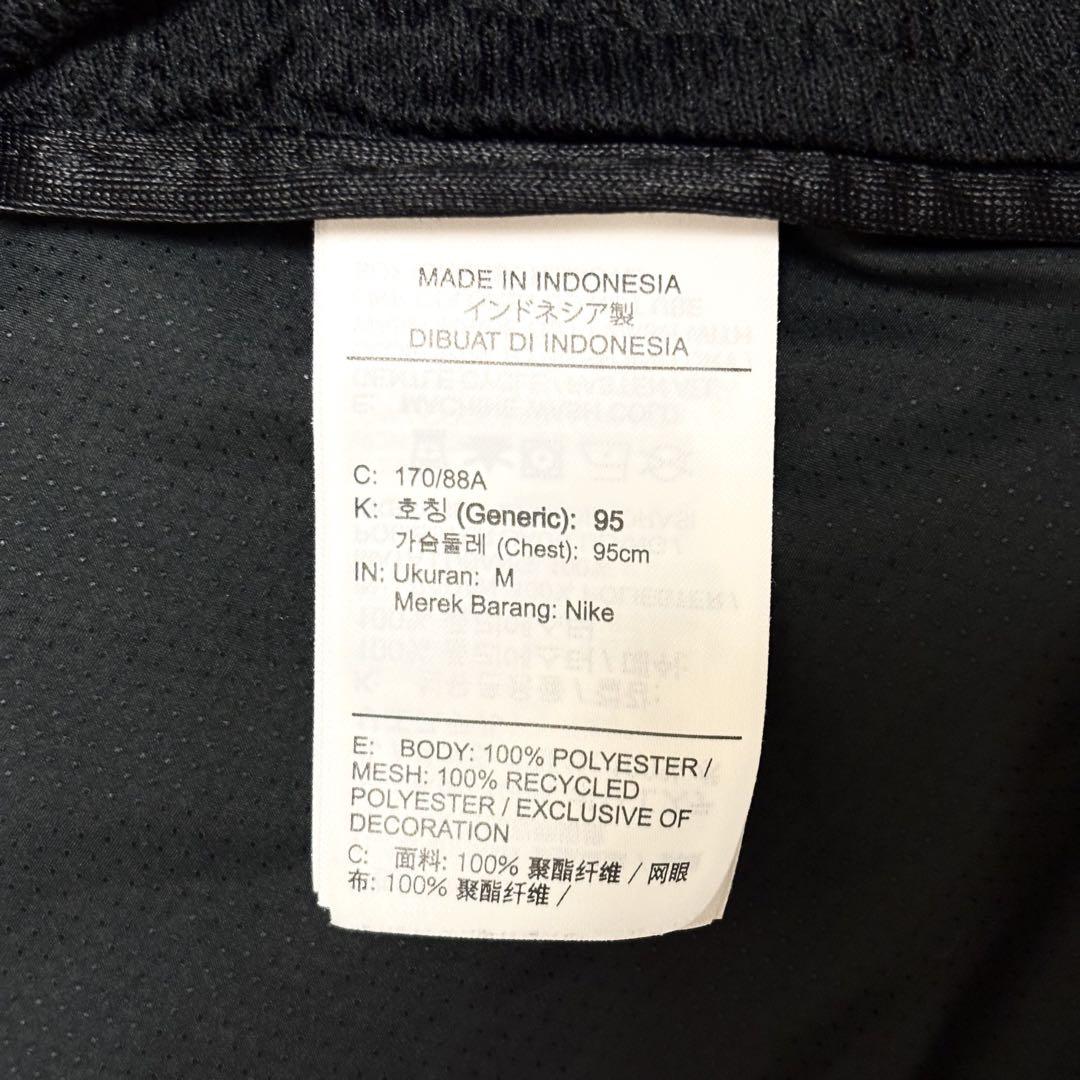 MADE IN INDONESIA
インドネシア製
DIBUAT DI INDONESIA
C: 170/88A
K: 호칭 (Generic): 95
가슴둘레 (Chest): 95cm
IN: Ukuran: M
Merek Barang: Nike
E: BODY: 100% POLYESTER /
MESH: 100% RECYCLED
POLYESTER / EXCLUSIVE OF
DECORATION
C: 面料: 100% 聚酯纤维 / 网眼
布: 100% 聚酯纤维 /